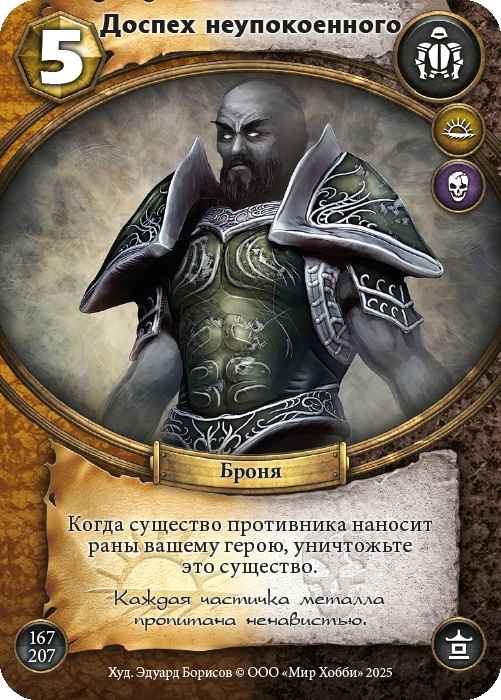 Доспех неупокоенного
5
Броня
Когда существо противника наносит
раны вашему герою, уничтожьте
это существо.
Каждая частичка металла
пропитана ненавистью.
167
207
Худ. Эдуард Борисов © ООО «Мир Хобби» 2025